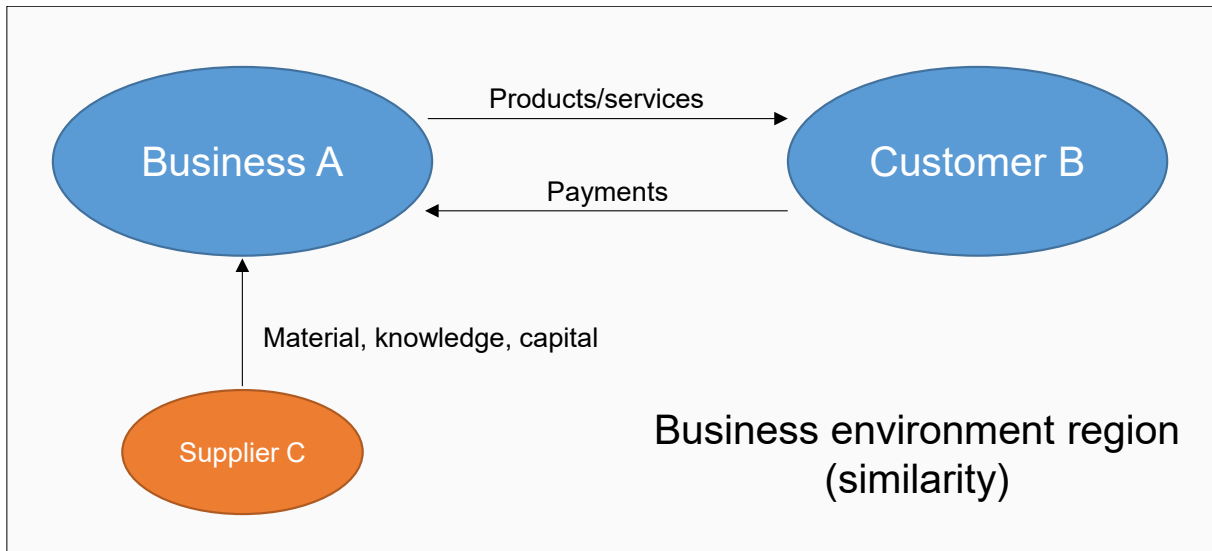 Products/services
Business A
Customer B
Payments
Material, knowledge, capital
Supplier C
Business environment region
(similarity)